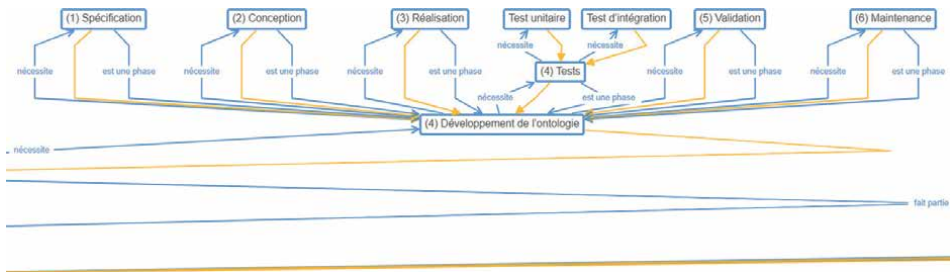 (1) Spécification
(2) Conception
(3) Réalisation
Test unitaire
Test d'intégration
(5) Validation
(6) Maintenance
nécessite
est une phase
nécessite
est une phase
nécessite
est une phase
nécessite
nécessite
nécessite
est une phase
nécessite
est une phase
(4) Tests
nécessite
est une phase
(4) Développement de l'ontologie
nécessite
fait partie